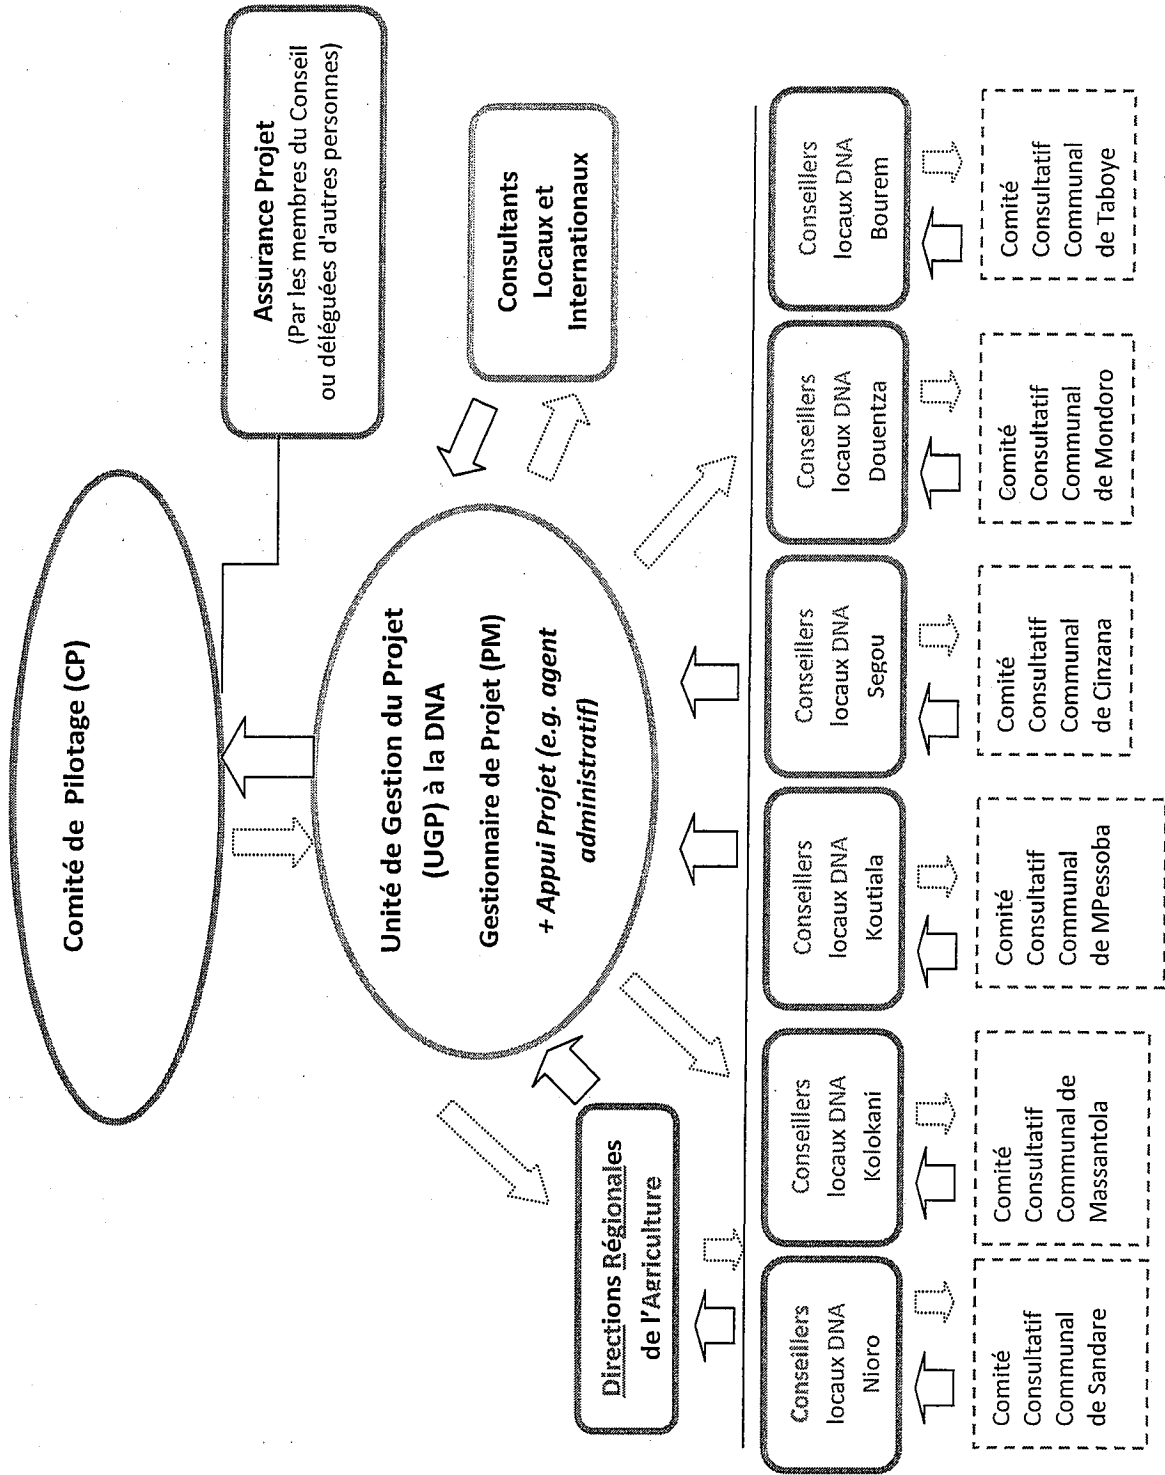 Comité de Pilotage (CP)
Assurance Projet
(Par les membres du Conseil
ou déléguées d'autres personnes)
Unité de Gestion du Projet
(UGP) à la DNA
Gestionnaire de Projet (PM)
+ Appui Projet (e.g. agent
administratif)
Consultants
Locaux et
Internationaux
Directions Régionales
de l'Agriculture
Conseillers
locaux DNA
Nioro
Conseillers
locaux DNA
Kolokani
Conseillers
locaux DNA
Koutiala
Conseillers
locaux DNA
Segou
Conseillers
locaux DNA
Douentza
Conseillers
locaux DNA
Bourem
Comité
Consultatif
Communal
de Sandare
Comité
Consultatif
Communal de
Massantola
Comité
Consultatif
Communal
de MPessoba
Comité
Consultatif
Communal
de Cinzana
Comité
Consultatif
Communal
de Mondoro
Comité
Consultatif
Communal
de Taboye